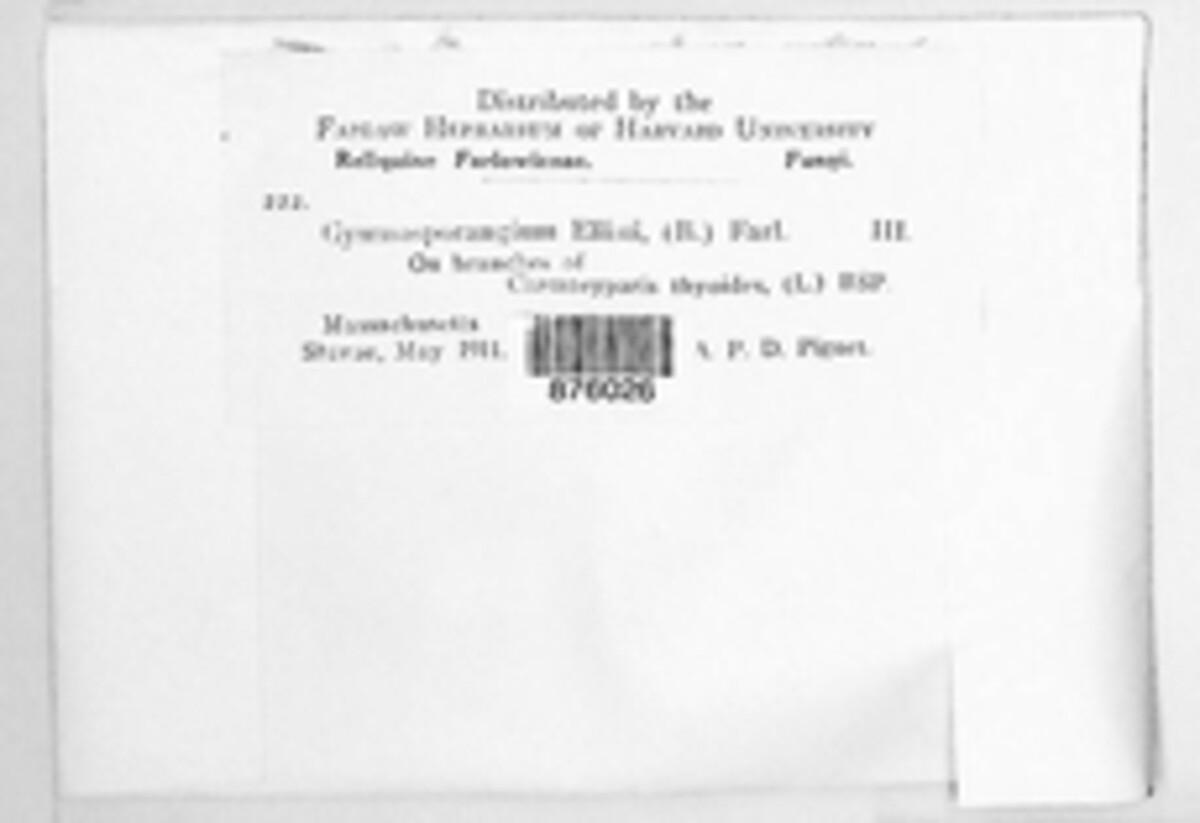 Distributed by the
FARLOW HERBARIUM OF HARVARD UNIVERSITY
Reliquiae Farlowianae. Fungi.
Gymnosporangium Ellisii, (B.) Farl. III.
On branches of
Chamaecyparis thyoides, (L.) BSP.
Massachusetts
May 1911. A. P. D. Piguet.
876026